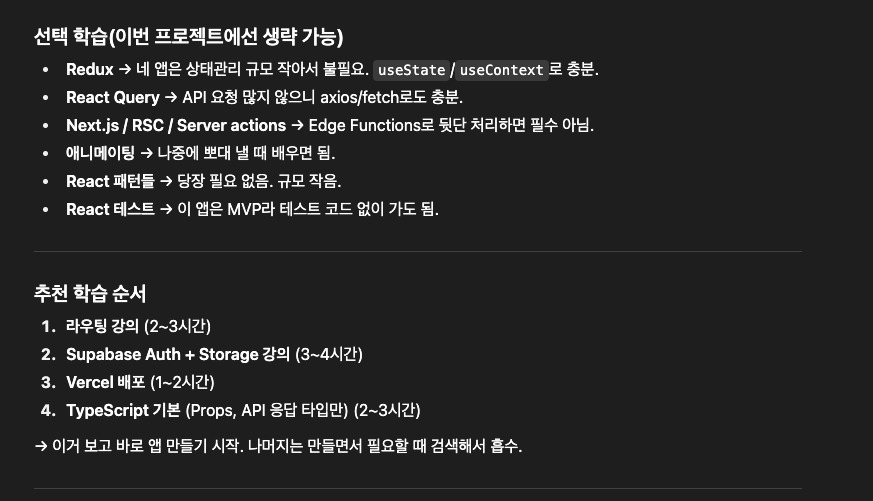 선택 학습(이번 프로젝트에선 생략 가능)
• Redux → 네 앱은 상태관리 규모 작아서 불필요. useState/useContext로 충분.
• React Query → API 요청 많지 않으니 axios/fetch로도 충분.
• Next.js / RSC / Server actions → Edge Functions로 뒷단 처리하면 필수 아님.
• 애니메이팅 → 나중에 뽀대 낼 때 배우면 됨.
• React 패턴들 → 당장 필요 없음. 규모 작음.
• React 테스트 → 이 앱은 MVP라 테스트 코드 없이 가도 됨.
추천 학습 순서
1. 라우팅 강의 (2~3시간)
2. Supabase Auth + Storage 강의 (3~4시간)
3. Vercel 배포 (1~2시간)
4. TypeScript 기본 (Props, API 응답 타입만) (2~3시간)
→ 이거 보고 바로 앱 만들기 시작. 나머지는 만들면서 필요할 때 검색해서 흡수.